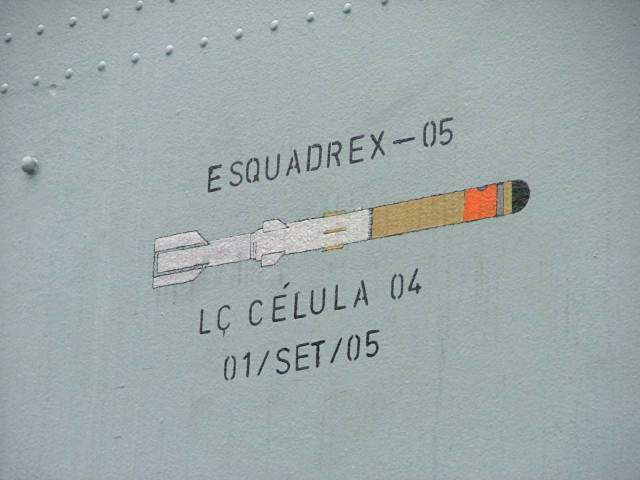 ESQUADREX-05
LÇ CÉLULA 04
01/SET/05